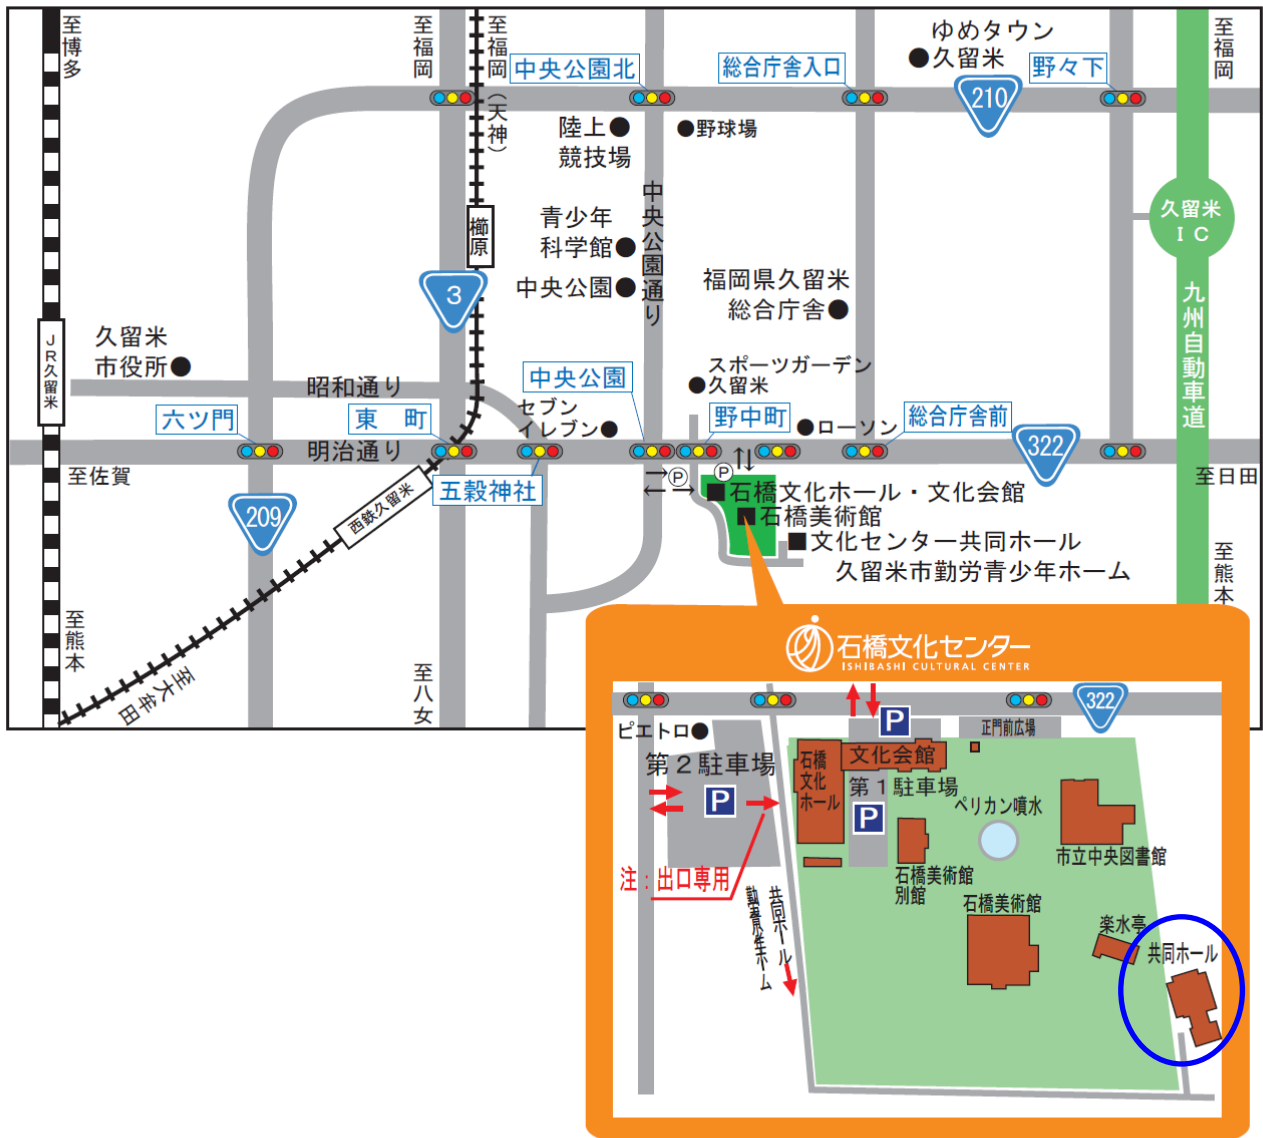 至博多
至福岡
至福岡(天神)
中央公園北
総合庁舎入口
ゆめタウン
●久留米
野々下
至福岡
210
陸上●
競技場
●野球場
中央公園通り
櫛原
青少年
科学館●
中央公園●
久留米
IC
九州自動車道
3
福岡県久留米
総合庁舎●
JR久留米
久留米
市役所●
昭和通り
スポーツガーデン
●久留米
中央公園
六ツ門
東 町
セブン
イレブン●
野中町
●ローソン
総合庁舎前
明治通り
322
至佐賀
西鉄久留米
五穀神社
P
P
至日田
209
■石橋文化ホール・文化会館
■石橋美術館
■文化センター共同ホール
久留米市勤労青少年ホーム
至熊本
至熊本
至大牟田
至八女
石橋文化センター
ISHIBASHI CULTURAL CENTER
322
ピエトロ●
P
正門前広場
第2駐車場
石橋
文化
ホール
文化会館
第1駐車場
P
P
ペリカン噴水
市立中央図書館
注:出口専用
石橋美術館
別館
石橋美術館
共同ホール
勤青少年ホーム
楽水亭
共同ホール